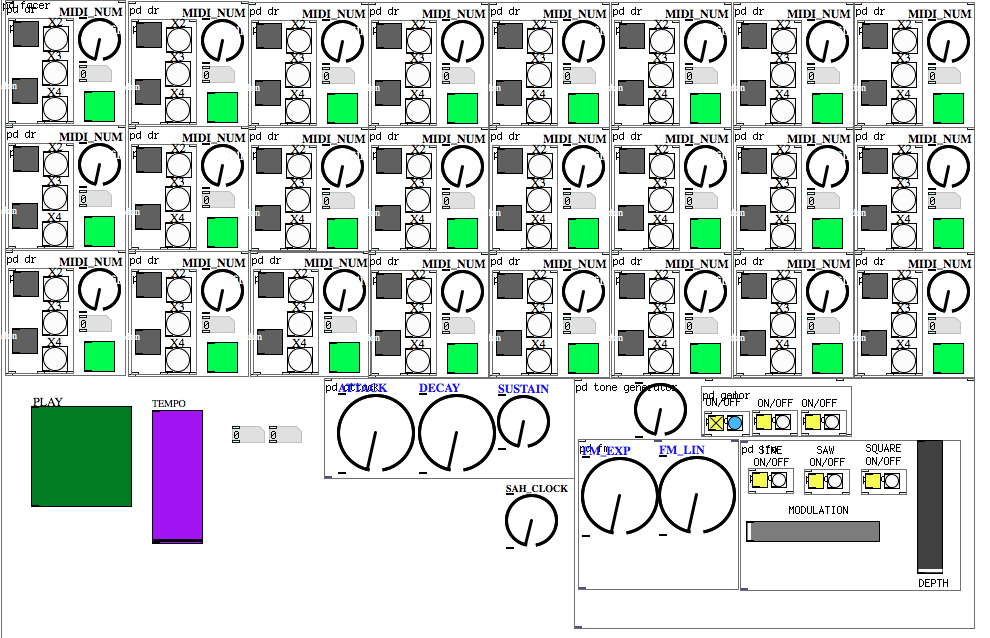 pd facer
pd dr MIDI_NUM pd dr MIDI_NUM pd dr MIDI_NUM pd dr MIDI_NUM pd dr MIDI_NUM pd dr MIDI_NUM pd dr MIDI_NUM pd dr MIDI_NUM
X2 X2 X2 X2 X2 X2 X2 X2
X3 X3 X3 X3 X3 X3 X3 X3
0 0 0 0 0 0 0 0
X4 X4 X4 X4 X4 X4 X4 X4
pd dr MIDI_NUM pd dr MIDI_NUM pd dr MIDI_NUM pd dr MIDI_NUM pd dr MIDI_NUM pd dr MIDI_NUM pd dr MIDI_NUM pd dr MIDI_NUM
X2 X2 X2 X2 X2 X2 X2 X2
X3 X3 X3 X3 X3 X3 X3 X3
0 0 0 0 0 0 0 0
X4 X4 X4 X4 X4 X4 X4 X4
pd dr MIDI_NUM pd dr MIDI_NUM pd dr MIDI_NUM pd dr MIDI_NUM pd dr MIDI_NUM pd dr MIDI_NUM pd dr MIDI_NUM pd dr MIDI_NUM
X2 X2 X2 X2 X2 X2 X2 X2
X3 X3 X3 X3 X3 X3 X3 X3
0 0 0 0 0 0 0 0
X4 X4 X4 X4 X4 X4 X4 X4
ATTACK DECAY SUSTAIN
pd tone generator
ON/OFF ON/OFF ON/OFF
PLAY TEMPO
0 0
pd fm
FM_EXP FM_LIN
SINE SAW SQUARE
ON/OFF ON/OFF ON/OFF
SAH_CLOCK
MODULATION
DEPTH